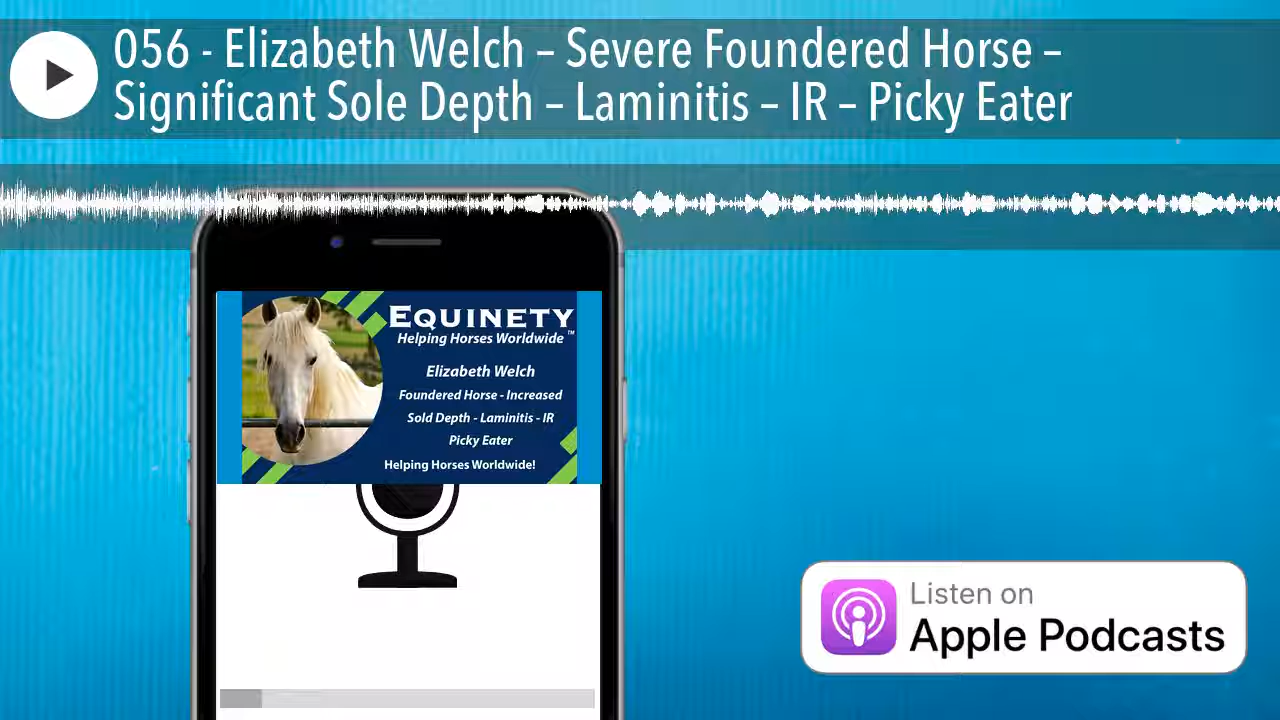 056 - Elizabeth Welch – Severe Foundered Horse –
Significant Sole Depth – Laminitis – IR – Picky Eater
EQUINETY
™
Helping Horses Worldwide
Elizabeth Welch
Foundered Horse - Increased
Sold Depth - Laminitis - IR
Picky Eater
Helping Horses Worldwide!
Listen on
Apple Podcasts